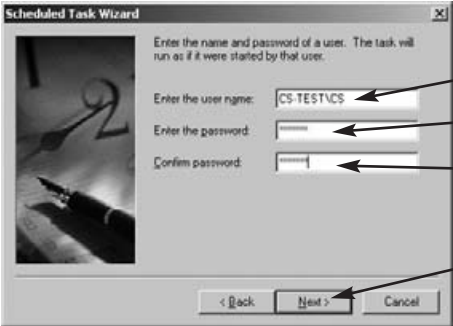 Scheduled Task Wizard
Enter the name and password of a user. The task will
run as if it were started by that user.
Enter the user name: CS-TEST\CS
Enter the password: ********
Confirm password: ********
< Back
Next >
Cancel